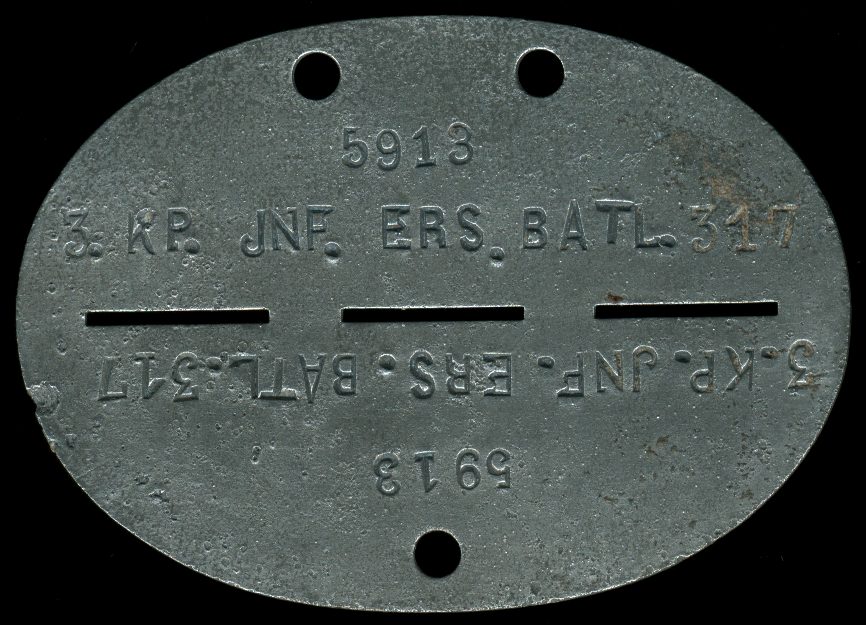 5913
3. KP. JNF. ERS. BATL. 317
3. KP. JNF. ERS. BATL. 317
5913